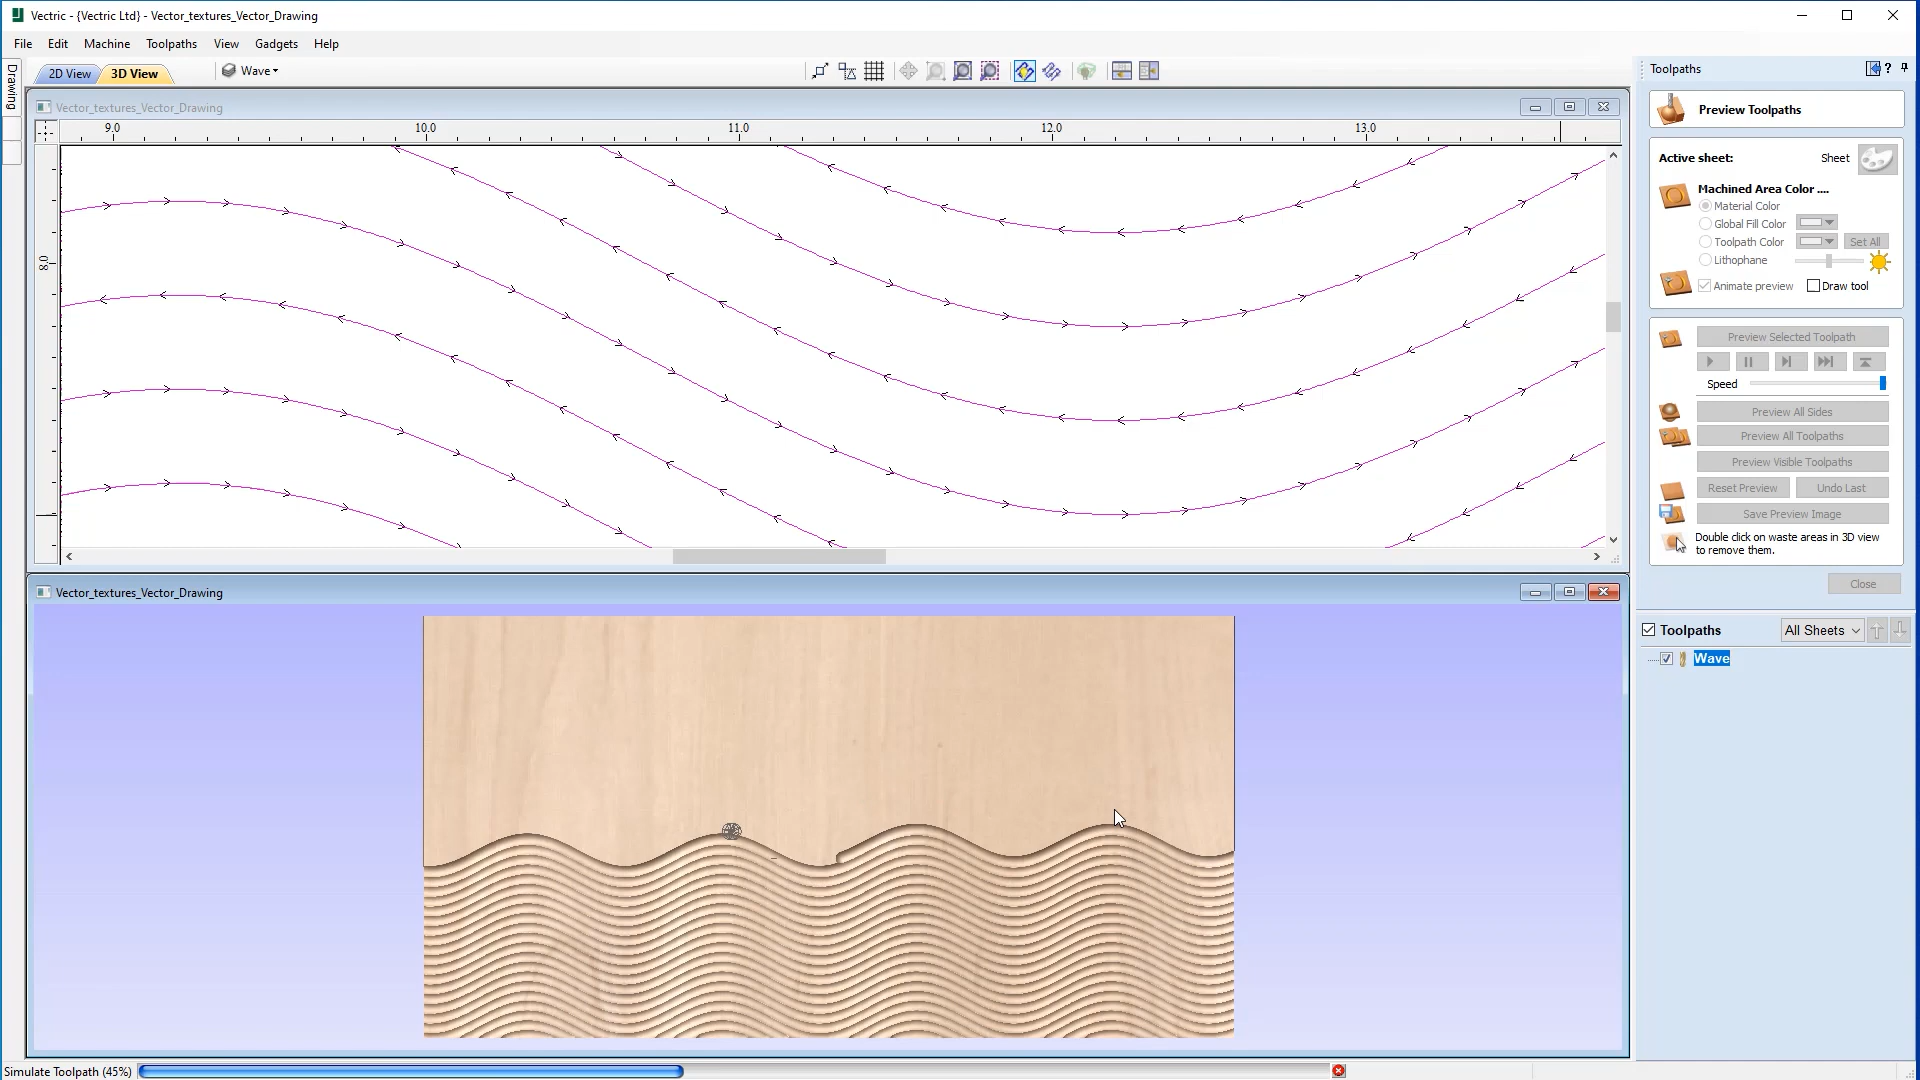 Vectric - {Vectric Ltd} - Vector_textures_Vector_Drawing
File Edit Machine Toolpaths View Gadgets Help
Drawing
2D View 3D View Wave
Vector_textures_Vector_Drawing
9.0 10.0 11.0 12.0 13.0
8.0
Vector_textures_Vector_Drawing
Simulate Toolpath (45%)
Toolpaths ?
Preview Toolpaths
Active sheet: Sheet
Machined Area Color ....
Material Color
Global Fill Color
Toolpath Color Set All
Lithophane
Animate preview Draw tool
Preview Selected Toolpath
Speed
Preview All Sides
Preview All Toolpaths
Preview Visible Toolpaths
Reset Preview Undo Last
Save Preview Image
Double click on waste areas in 3D view
to remove them.
Close
Toolpaths All Sheets
Wave